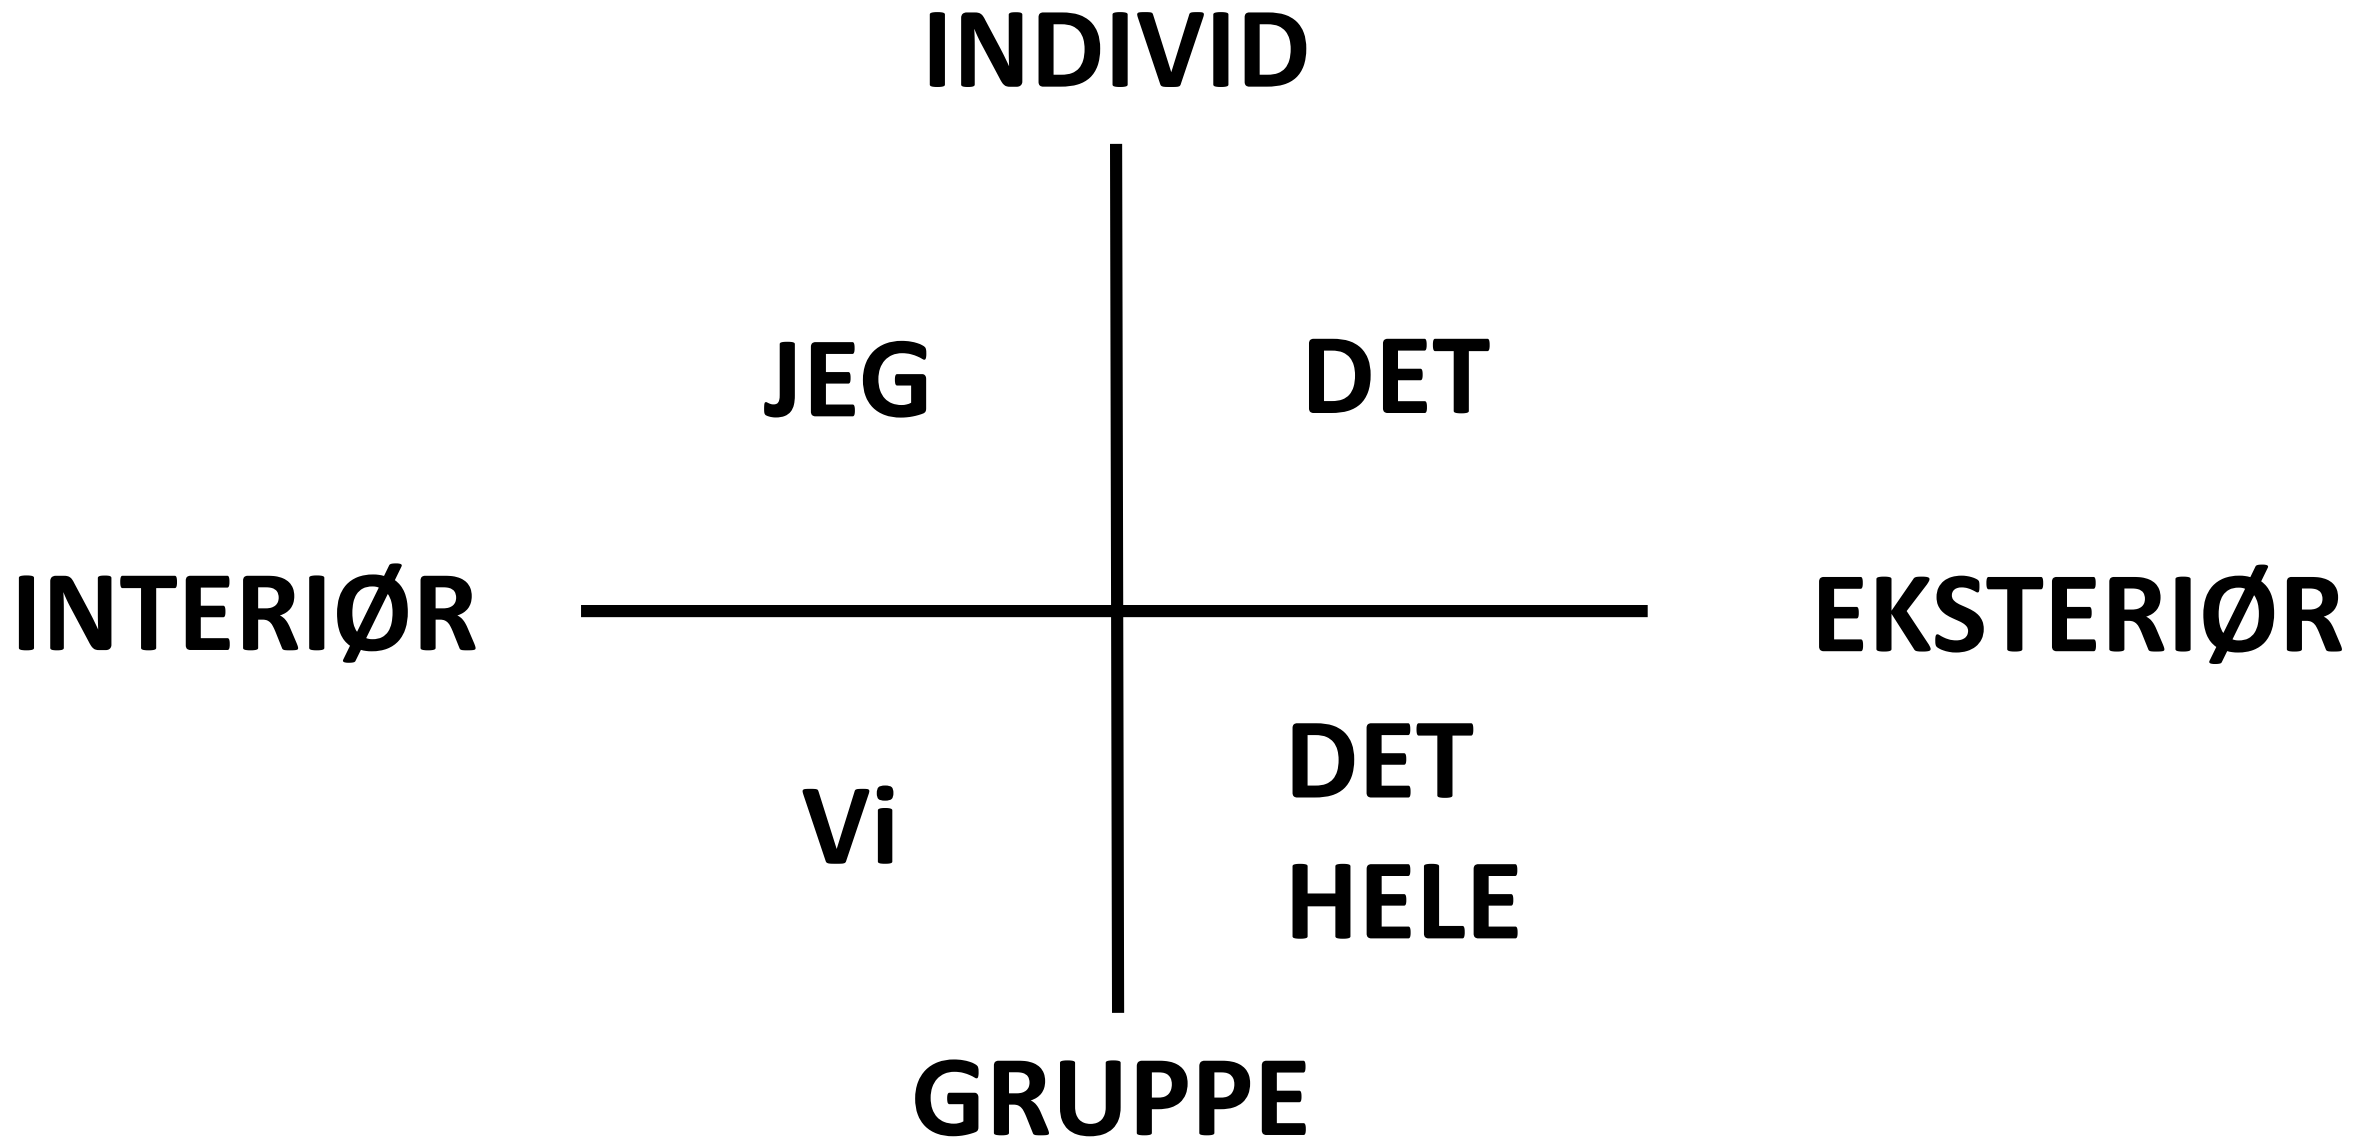 INDIVID
JEG
DET
INTERIØR
EKSTERIØR
Vi
DET
HELE
GRUPPE